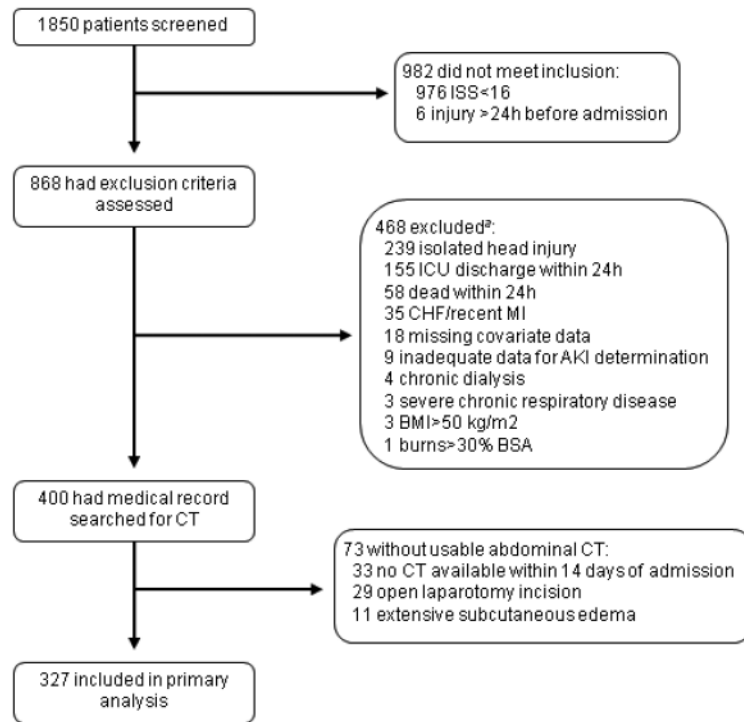 1850 patients screened
982 did not meet inclusion:
976 ISS<16
6 injury >24h before admission
868 had exclusion criteria
assessed
468 excludedª:
239 isolated head injury
155 ICU discharge within 24h
58 dead within 24h
35 CHF/recent MI
18 missing covariate data
9 inadequate data for AKI determination
4 chronic dialysis
3 severe chronic respiratory disease
3 BMI>50 kg/m2
1 burns>30% BSA
400 had medical record
searched for CT
73 without usable abdominal CT:
33 no CT available within 14 days of admission
29 open laparotomy incision
11 extensive subcutaneous edema
327 included in primary
analysis